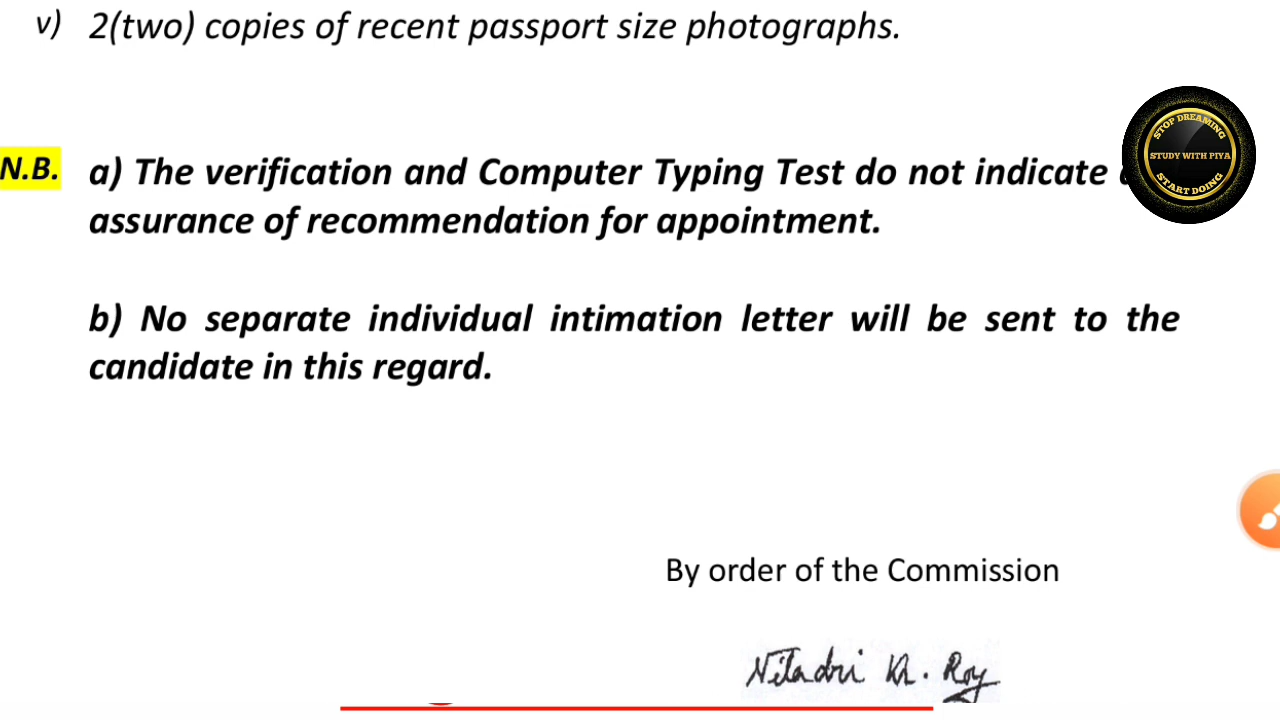 v) 2(two) copies of recent passport size photographs.
STOP DREAMING
STUDY WITH PIYA
START DOING
N.B. a) The verification and Computer Typing Test do not indicate
assurance of recommendation for appointment.
b) No separate individual intimation letter will be sent to the
candidate in this regard.
By order of the Commission
Niladri Kr. Roy